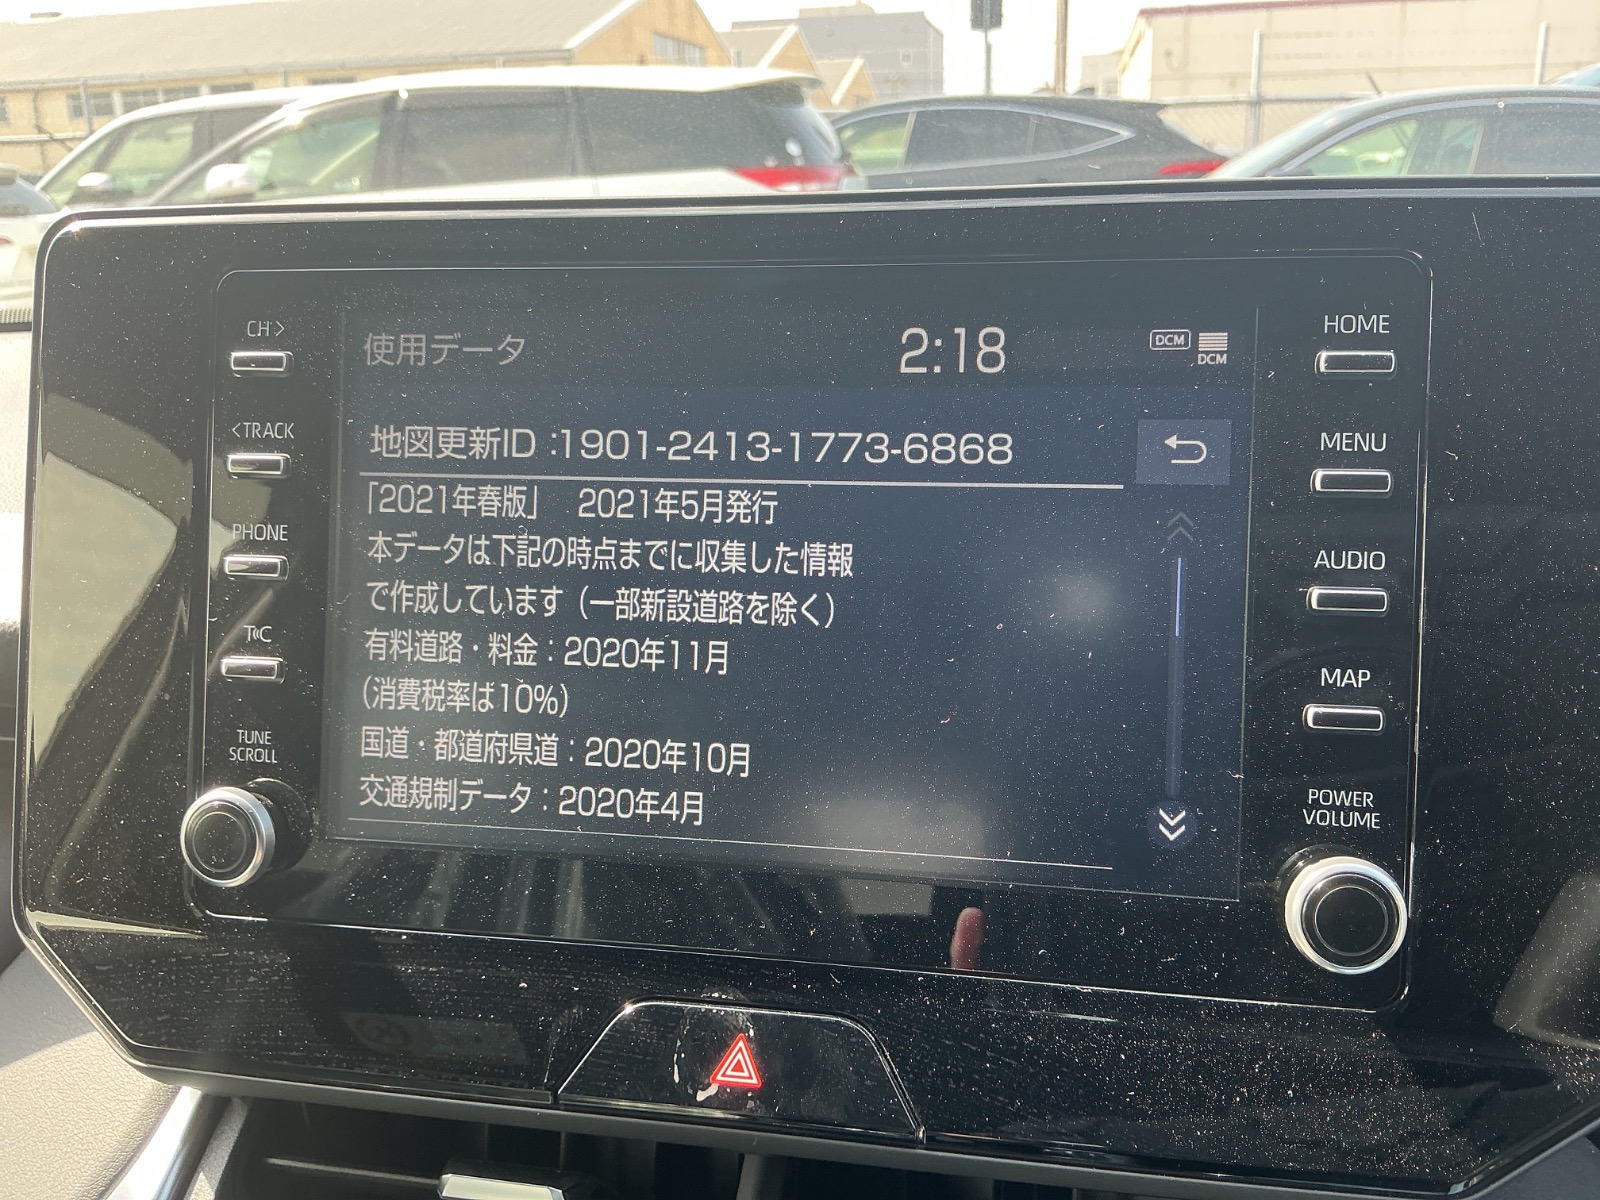 CH>
<TRACK
PHONE
T«C
TUNE
SCROLL
使用データ
2:18
DCM
DCM
地図更新ID :1901-2413-1773-6868
「2021年春版」 2021年5月発行
本データは下記の時点までに収集した情報
で作成しています（一部新設道路を除く）
有料道路・料金：2020年11月
(消費税率は10%)
国道・都道府県道：2020年10月
交通規制データ：2020年4月
HOME
MENU
AUDIO
MAP
POWER
VOLUME